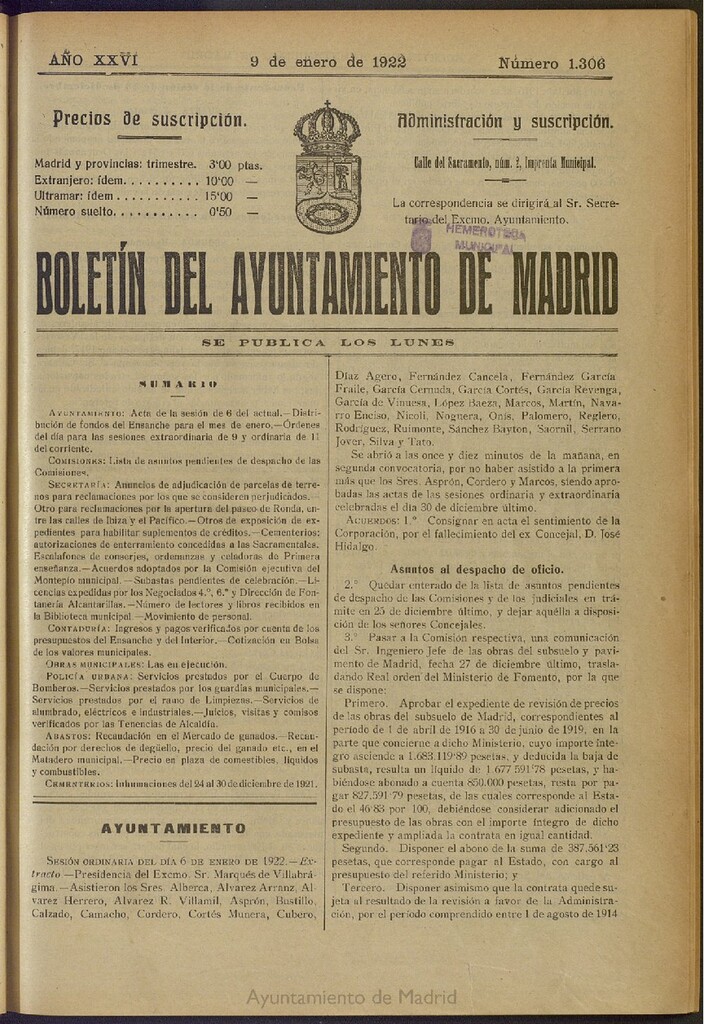 AÑO XXVI 9 de enero de 1922 Número 1.306
Precios de suscripción.
Madrid y provincias: trimestre. 3'00 ptas.
Extranjero: ídem.......... 10'00 —
Ultramar: ídem .......... 15'00 —
Número suelto........... 0'50 —
Administración y suscripción.
Calle del Sacramento, núm. 2, Imprenta Municipal.
La correspondencia se dirigirá al Sr. Secre-
tario del Excmo. Ayuntamiento.
HEMEROTECA
MUNICIPAL
BOLETÍN DEL AYUNTAMIENTO DE MADRID
SE PUBLICA LOS LUNES
SUMARIO
AYUNTAMIENTO: Acta de la sesión de 6 del actual.—Distri-
bución de fondos del Ensanche para el mes de enero.—Órdenes
del día para las sesiones extraordinaria de 9 y ordinaria de 11
del corriente.
COMISIONES: Lista de asuntos pendientes de despacho de las
Comisiones.
SECRETARÍA: Anuncios de adjudicación de parcelas de terre-
nos para reclamaciones por los que se consideren perjudicados.—
Otro para reclamaciones por la apertura del paseo de Ronda, en-
tre las calles de Ibiza y el Pacífico.—Otros de exposición de ex-
pedientes para habilitar suplementos de créditos.—Cementerios:
autorizaciones de enterramiento concedidas a las Sacramentales.
Escalafones de conserjes, ordenanzas y celadoras de Primera
enseñanza.—Acuerdos adoptados por la Comisión ejecutiva del
Montepío municipal.—Subastas pendientes de celebración.—Li-
cencias expedidas por los Negociados 4.º, 6.º y Dirección de Fon-
tanería Alcantarillas.—Número de lectores y libros recibidos en
la Biblioteca municipal —Movimiento de personal.
CONTADURÍA: Ingresos y pagos verificados por cuenta de los
presupuestos del Ensanche y del Interior.—Cotización en Bolsa
de los valores municipales.
OBRAS MUNICIPALES: Las en ejecución.
POLICÍA URBANA: Servicios prestados por el Cuerpo de
Bomberos.—Servicios prestados por los guardias municipales.—
Servicios prestados por el ramo de Limpiezas.—Servicios de
alumbrado, eléctricos e industriales.—Juicios, visitas y comisos
verificados por las Tenencias de Alcaldía.
ABASTOS: Recaudación en el Mercado de ganados.—Recau-
dación por derechos de degüello, precio del ganado etc., en el
Matadero municipal.—Precio en plaza de comestibles, líquidos
y combustibles.
CEMENTERIOS: Inhumaciones del 24 al 30 de diciembre de 1921.
AYUNTAMIENTO
SESIÓN ORDINARIA DEL DÍA 6 DE ENERO DE 1922.—Ex-
tracto —Presidencia del Excmo. Sr. Marqués de Villabrá-
gima.—Asistieron los Sres. Alberca, Alvarez Arranz, Al-
varez Herrero, Alvarez R. Villamil, Asprón, Bustillo,
Calzado, Camacho, Cordero, Cortés Munera, Cubero,
Díaz Agero, Fernández Cancela, Fernández García
Fraile, García Cernuda, García Cortés, García Revenga,
García de Vinuesa, López Baeza, Marcos, Martín, Nava-
rro Enciso, Nicoli, Noguera, Onís, Palomero, Reglero,
Rodríguez, Ruimonte, Sánchez Bayton, Saornil, Serrano
Jover, Silva y Tato.
Se abrió a las once y diez minutos de la mañana, en
segunda convocatoria, por no haber asistido a la primera
más que los Sres. Asprón, Cordero y Marcos, siendo apro-
badas las actas de las sesiones ordinaria y extraordinaria
celebradas el día 30 de diciembre último.
ACUERDOS: 1.º Consignar en acta el sentimiento de la
Corporación, por el fallecimiento del ex Concejal, D. José
Hidalgo.
Asuntos al despacho de oficio.
2.º Quedar enterado de la lista de asuntos pendientes
de despacho de las Comisiones y de los judiciales en trá-
mite en 25 de diciembre último, y dejar aquélla a disposi-
ción de los señores Concejales.
3.º Pasar a la Comisión respectiva, una comunicación
del Sr. Ingeniero Jefe de las obras del subsuelo y pavi-
mento de Madrid, fecha 27 de diciembre último, trasla-
dando Real orden del Ministerio de Fomento, por la que
se dispone:
Primero. Aprobar el expediente de revisión de precios
de las obras del subsuelo de Madrid, correspondientes al
período de 1 de abril de 1916 a 30 de junio de 1919, en
la parte que concierne a dicho Ministerio, cuyo importe ínte-
gro asciende a 1.683.119'89 pesetas, y deducida la baja de
subasta, resulta un líquido de 1.677 591'78 pesetas, y ha-
biéndose abonado a cuenta 850.000 pesetas, resta por pa-
gar 827.591'79 pesetas, de las cuales corresponde al Esta-
do el 46'83 por 100, debiéndose considerar adicionado el
presupuesto de las obras con el importe íntegro de dicho
expediente y ampliada la contrata en igual cantidad.
Segundo. Disponer el abono de la suma de 387.561'23
pesetas, que corresponde pagar al Estado, con cargo al
presupuesto del referido Ministerio; y
Tercero. Disponer asimismo que la contrata quede su-
jeta al resultado de la revisión a favor de la Administra-
ción, por el período comprendido entre 1 de agosto de 1914
Ayuntamiento de Madrid